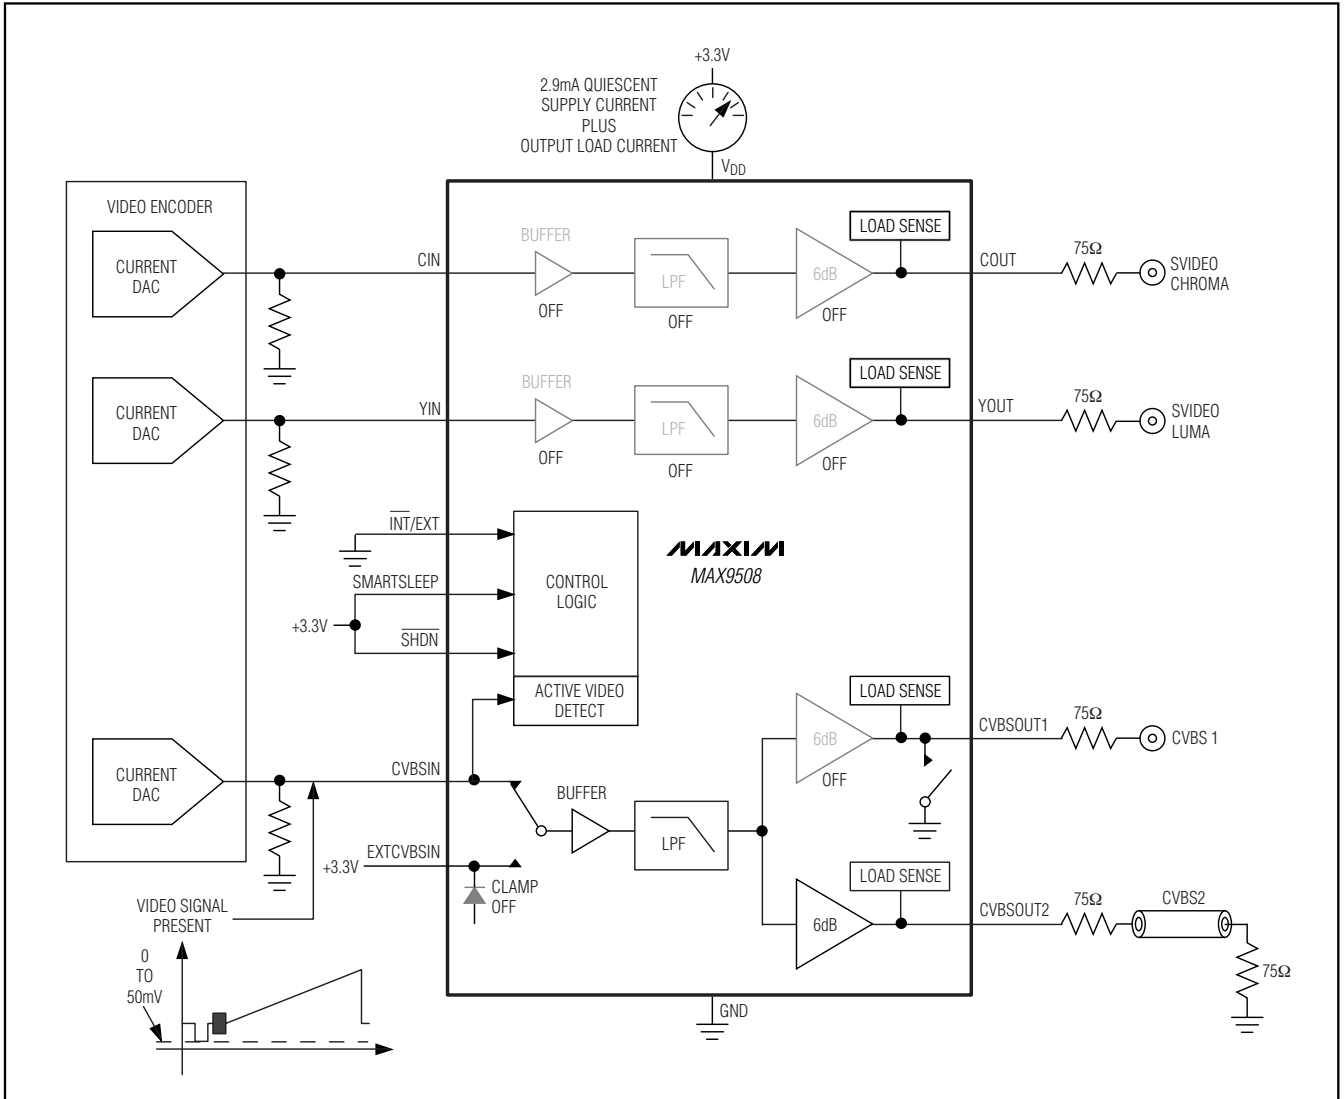 +3.3V
2.9mA QUIESCENT
SUPPLY CURRENT
PLUS
OUTPUT LOAD CURRENT
VDD
VIDEO ENCODER
CURRENT
DAC
CIN
BUFFER
OFF
LPF
OFF
6dB
OFF
LOAD SENSE
COUT
75Ω
SVIDEO
CHROMA
CURRENT
DAC
YIN
BUFFER
OFF
LPF
OFF
6dB
OFF
LOAD SENSE
YOUT
75Ω
SVIDEO
LUMA
INT/EXT
SMARTSLEEP
+3.3V
SHDN
CONTROL
LOGIC
ACTIVE VIDEO
DETECT
MAXIM
MAX9508
CURRENT
DAC
CVBSIN
BUFFER
LPF
EXTCVBSIN
+3.3V
CLAMP
OFF
6dB
OFF
LOAD SENSE
CVBSOUT1
75Ω
CVBS 1
6dB
LOAD SENSE
CVBSOUT2
75Ω
CVBS2
75Ω
VIDEO SIGNAL
PRESENT
0
TO
50mV
GND